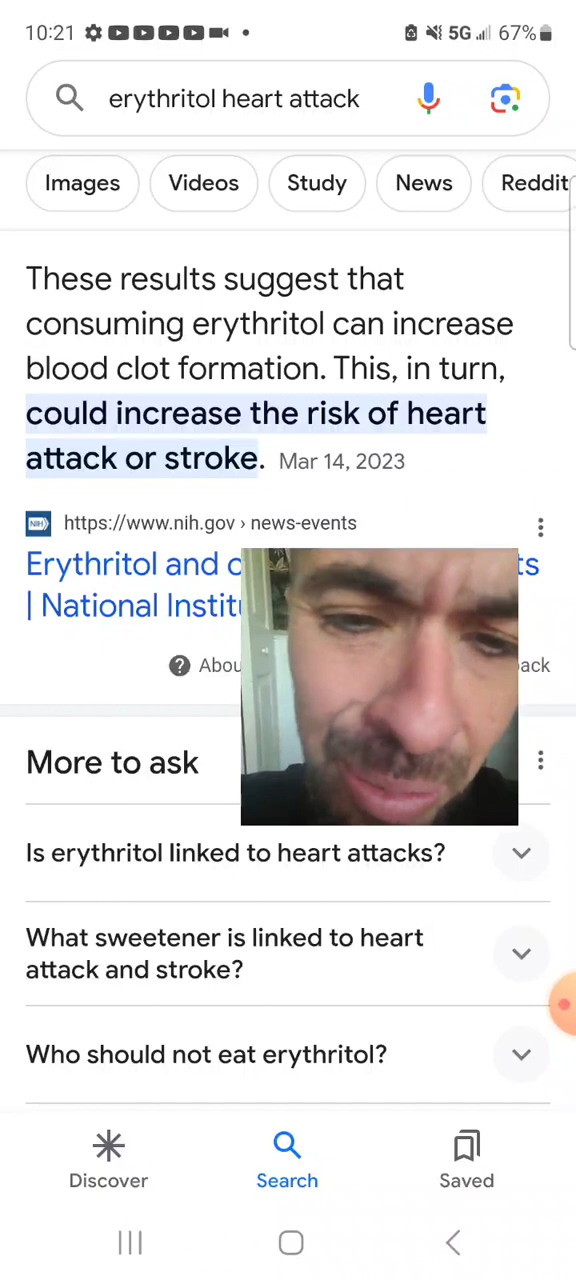 10:21 5G 67%
erythritol heart attack
Images Videos Study News Reddit
These results suggest that
consuming erythritol can increase
blood clot formation. This, in turn,
could increase the risk of heart
attack or stroke. Mar 14, 2023
NIH https://www.nih.gov › news-events
Erythritol and
| National
More to ask
Is erythritol linked to heart attacks?
What sweetener is linked to heart
attack and stroke?
Who should not eat erythritol?
Discover Search Saved